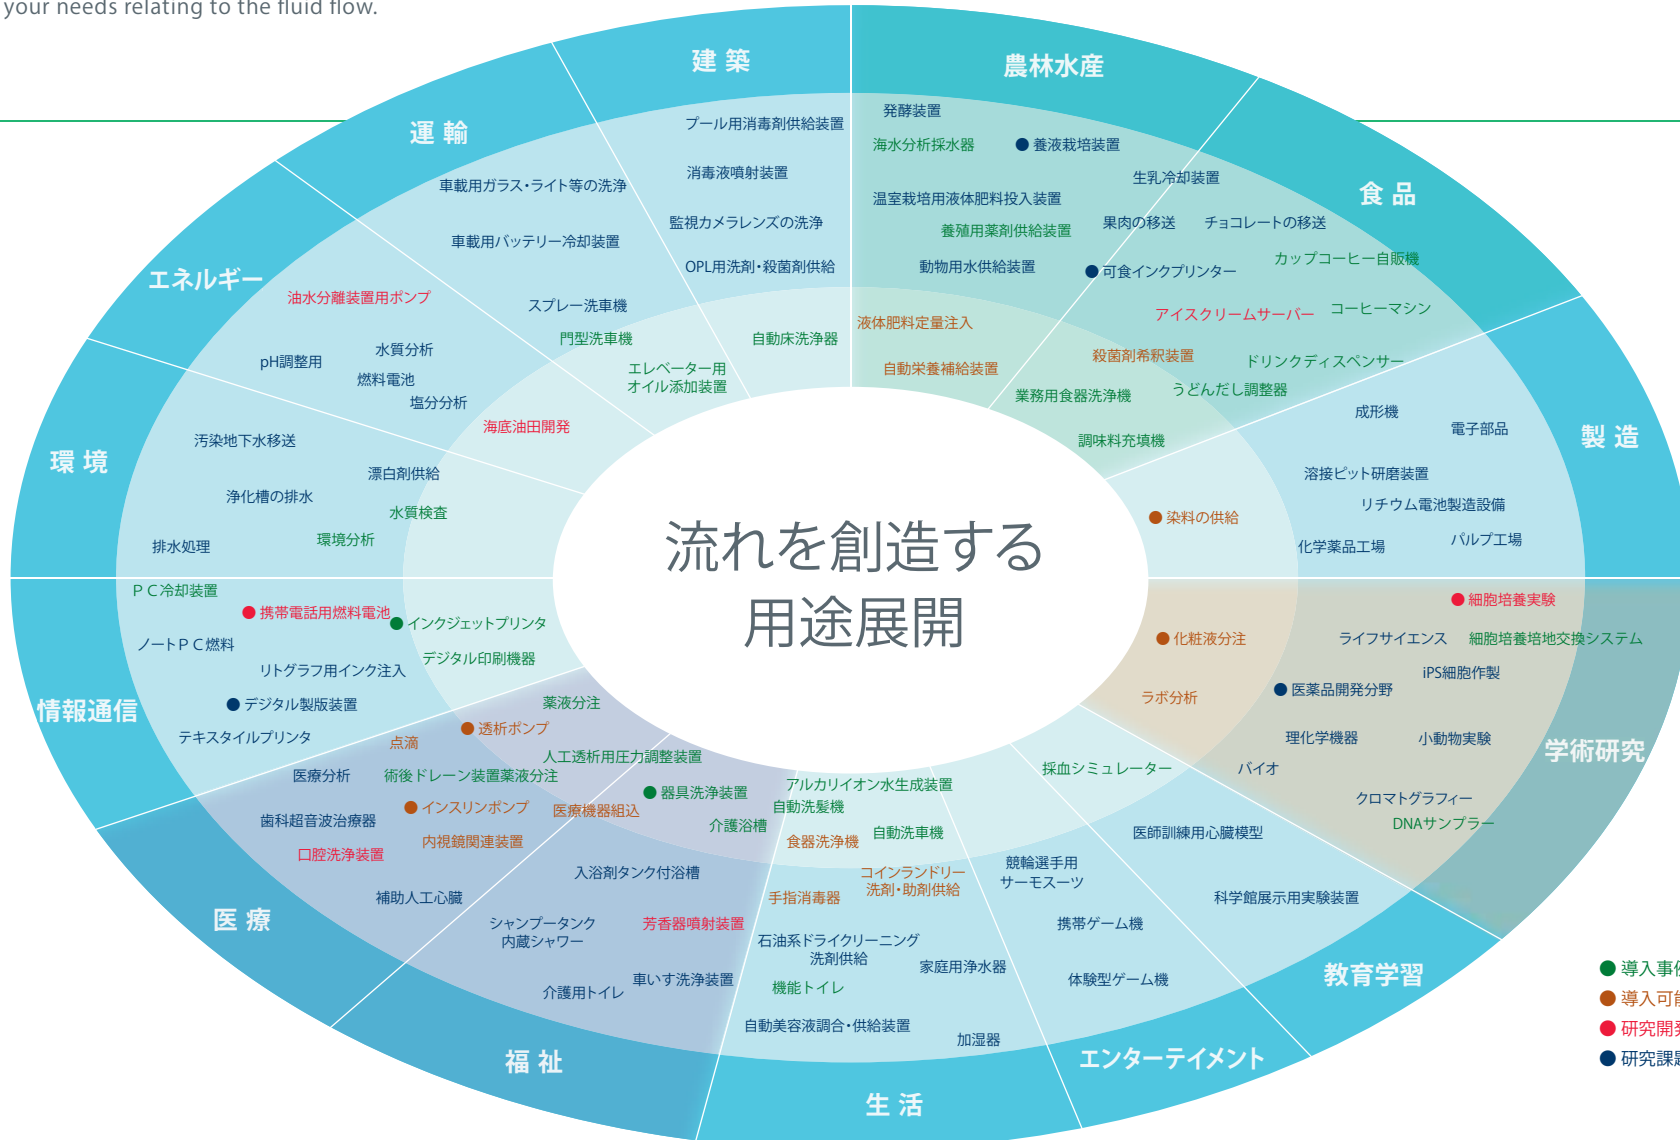 your needs relating to the fluid flow.
建 築
プール用消毒剤供給装置
消毒液噴射装置
監視カメラレンズの洗浄
OPL用洗剤・殺菌剤供給
自動床洗浄器
エレベーター用
オイル添加装置
農林水産
発酵装置
海水分析採水器
● 養液栽培装置
温室栽培用液体肥料投入装置
養殖用薬剤供給装置
動物用水供給装置
液体肥料定量注入
自動栄養補給装置
食 品
生乳冷却装置
果肉の移送
チョコレートの移送
カップコーヒー自販機
● 可食インクプリンター
アイスクリームサーバー
コーヒーマシン
殺菌剤希釈装置
ドリンクディスペンサー
業務用食器洗浄機
うどんだし調整器
調味料充填機
製 造
成形機
電子部品
溶接ピット研磨装置
リチウム電池製造設備
● 染料の供給
化学薬品工場
パルプ工場
学術研究
● 細胞培養実験
● 化粧液分注
ライフサイエンス
細胞培養培地交換システム
iPS細胞作製
● 医薬品開発分野
ラボ分析
理化学機器
小動物実験
バイオ
クロマトグラフィー
DNAサンプラー
教育学習
採血シミュレーター
医師訓練用心臓模型
科学館展示用実験装置
エンターテイメント
競輪選手用
サーモスーツ
携帯ゲーム機
体験型ゲーム機
生 活
アルカリイオン水生成装置
自動洗髪機
食器洗浄機
自動洗車機
コインランドリー
洗剤・助剤供給
手指消毒器
石油系ドライクリーニング
洗剤供給
家庭用浄水器
機能トイレ
自動美容液調合・供給装置
加湿器
福 祉
● 器具洗浄装置
介護浴槽
入浴剤タンク付浴槽
シャンプータンク
内蔵シャワー
芳香器噴射装置
車いす洗浄装置
介護用トイレ
医 療
薬液分注
● 透析ポンプ
点滴
人工透析用圧力調整装置
医療分析
術後ドレーン装置薬液分注
● インスリンポンプ
医療機器組込
歯科超音波治療器
内視鏡関連装置
口腔洗浄装置
補助人工心臓
情報通信
ＰＣ冷却装置
● 携帯電話用燃料電池
● インクジェットプリンタ
ノートＰＣ燃料
デジタル印刷機器
リトグラフ用インク注入
● デジタル製版装置
テキスタイルプリンタ
環 境
汚染地下水移送
漂白剤供給
浄化槽の排水
水質検査
環境分析
排水処理
エネルギー
油水分離装置用ポンプ
水質分析
pH調整用
燃料電池
塩分分析
海底油田開発
運 輸
車載用ガラス・ライト等の洗浄
車載用バッテリー冷却装置
スプレー洗車機
門型洗車機
流れを創造する
用途展開
● 導入事
● 導入可能
● 研究開発
● 研究課題